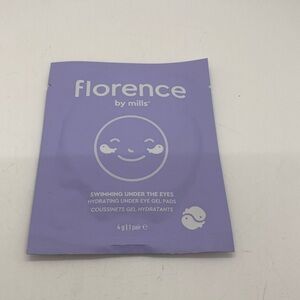 florence
by mills®
SWIMMING UNDER THE EYES
HYDRATING UNDER EYE GEL PADS
COUSSINETS GEL HYDRATANTS
4 g | 1 pair ℮